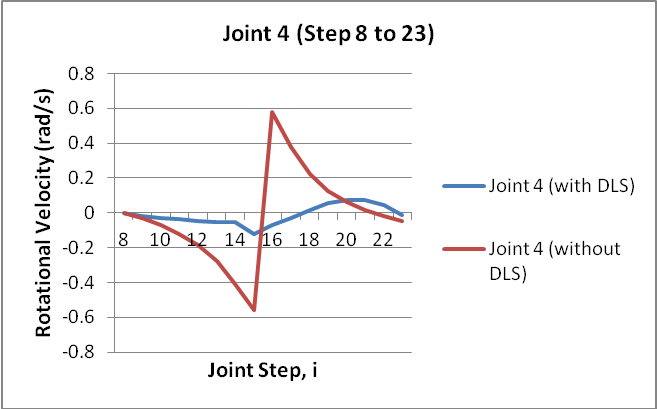 Joint 4 (Step 8 to 23)
Rotational Velocity (rad/s)
0.8
0.6
0.4
0.2
0
-0.2
-0.4
-0.6
-0.8
8 10 12 14 16 18 20 22
Joint Step, i
Joint 4 (with DLS)
Joint 4 (without
DLS)